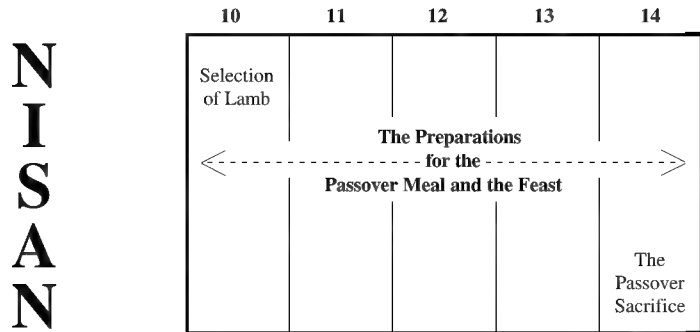 10 11 12 13 14
N
I
S
A
N
Selection
of Lamb
The Preparations
for the
Passover Meal and the Feast
The
Passover
Sacrifice